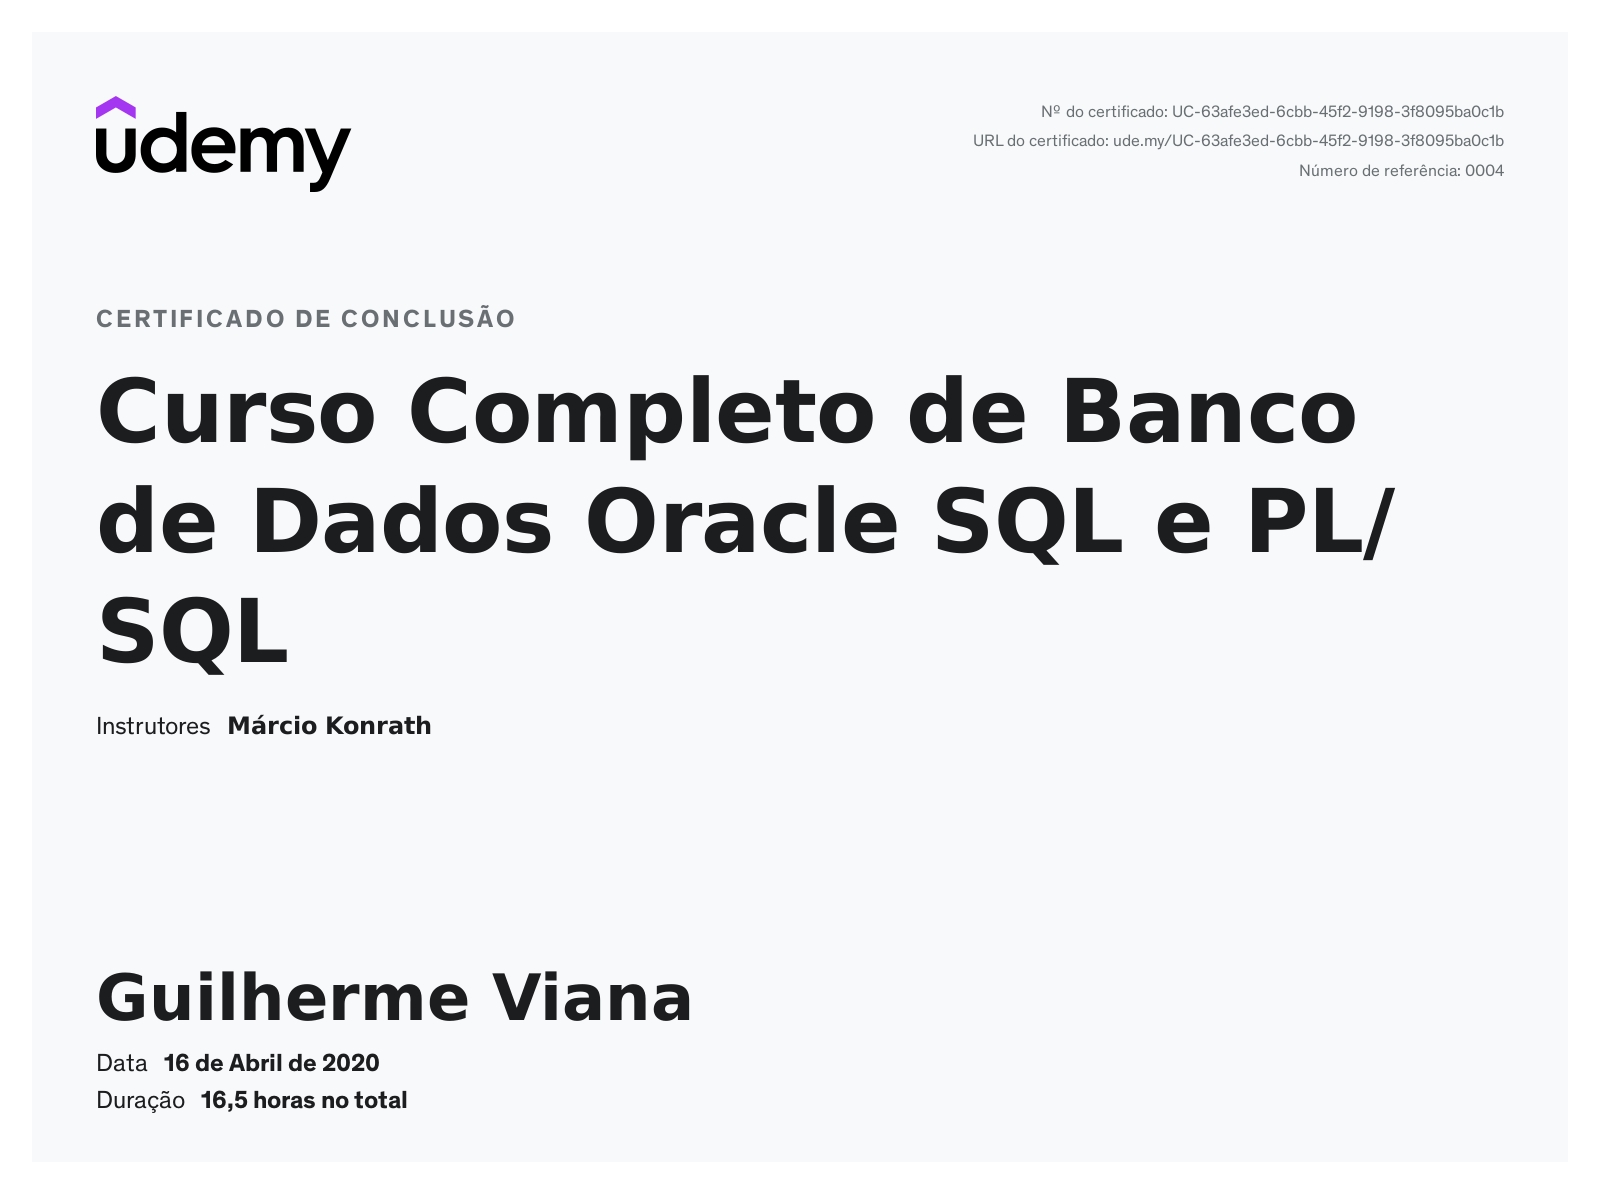 udemy
Nº do certificado: UC-63afe3ed-6cbb-45f2-9198-3f8095ba0c1b
URL do certificado: ude.my/UC-63afe3ed-6cbb-45f2-9198-3f8095ba0c1b
Número de referência: 0004
CERTIFICADO DE CONCLUSÃO
Curso Completo de Banco
de Dados Oracle SQL e PL/
SQL
Instrutores Márcio Konrath
Guilherme Viana
Data 16 de Abril de 2020
Duração 16,5 horas no total